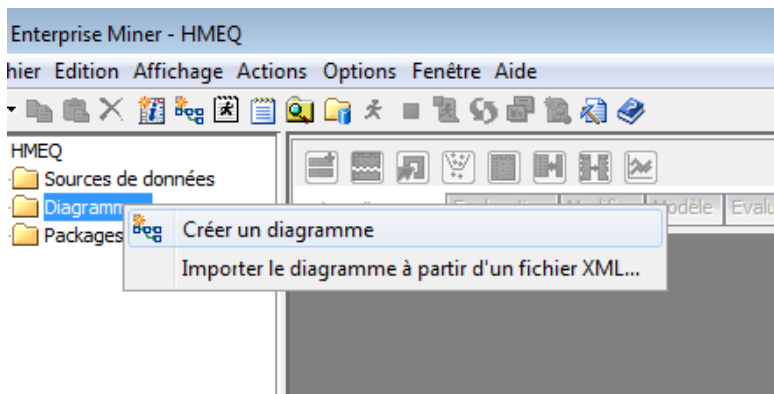 Enterprise Miner - HMEQ
hier Edition Affichage Actions Options Fenêtre Aide
HMEQ
Sources de données
Diagramm
Packages
Créer un diagramme
Importer le diagramme à partir d'un fichier XML...
Modèle Evalu